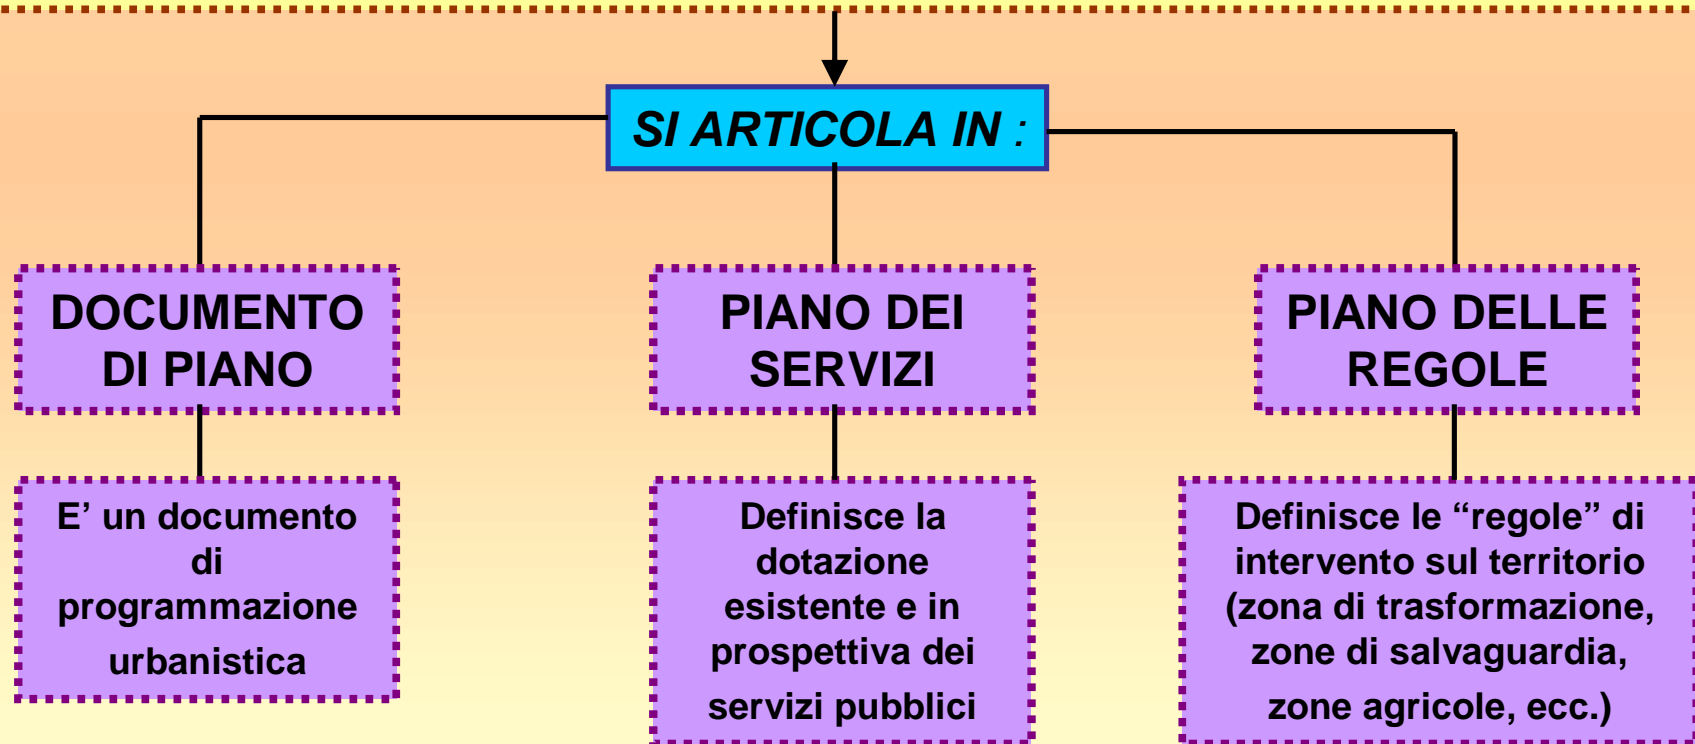 SI ARTICOLA IN :
DOCUMENTO
DI PIANO
PIANO DEI
SERVIZI
PIANO DELLE
REGOLE
E’ un documento
di
programmazione
urbanistica
Definisce la
dotazione
esistente e in
prospettiva dei
servizi pubblici
Definisce le “regole” di
intervento sul territorio
(zona di trasformazione,
zone di salvaguardia,
zone agricole, ecc.)